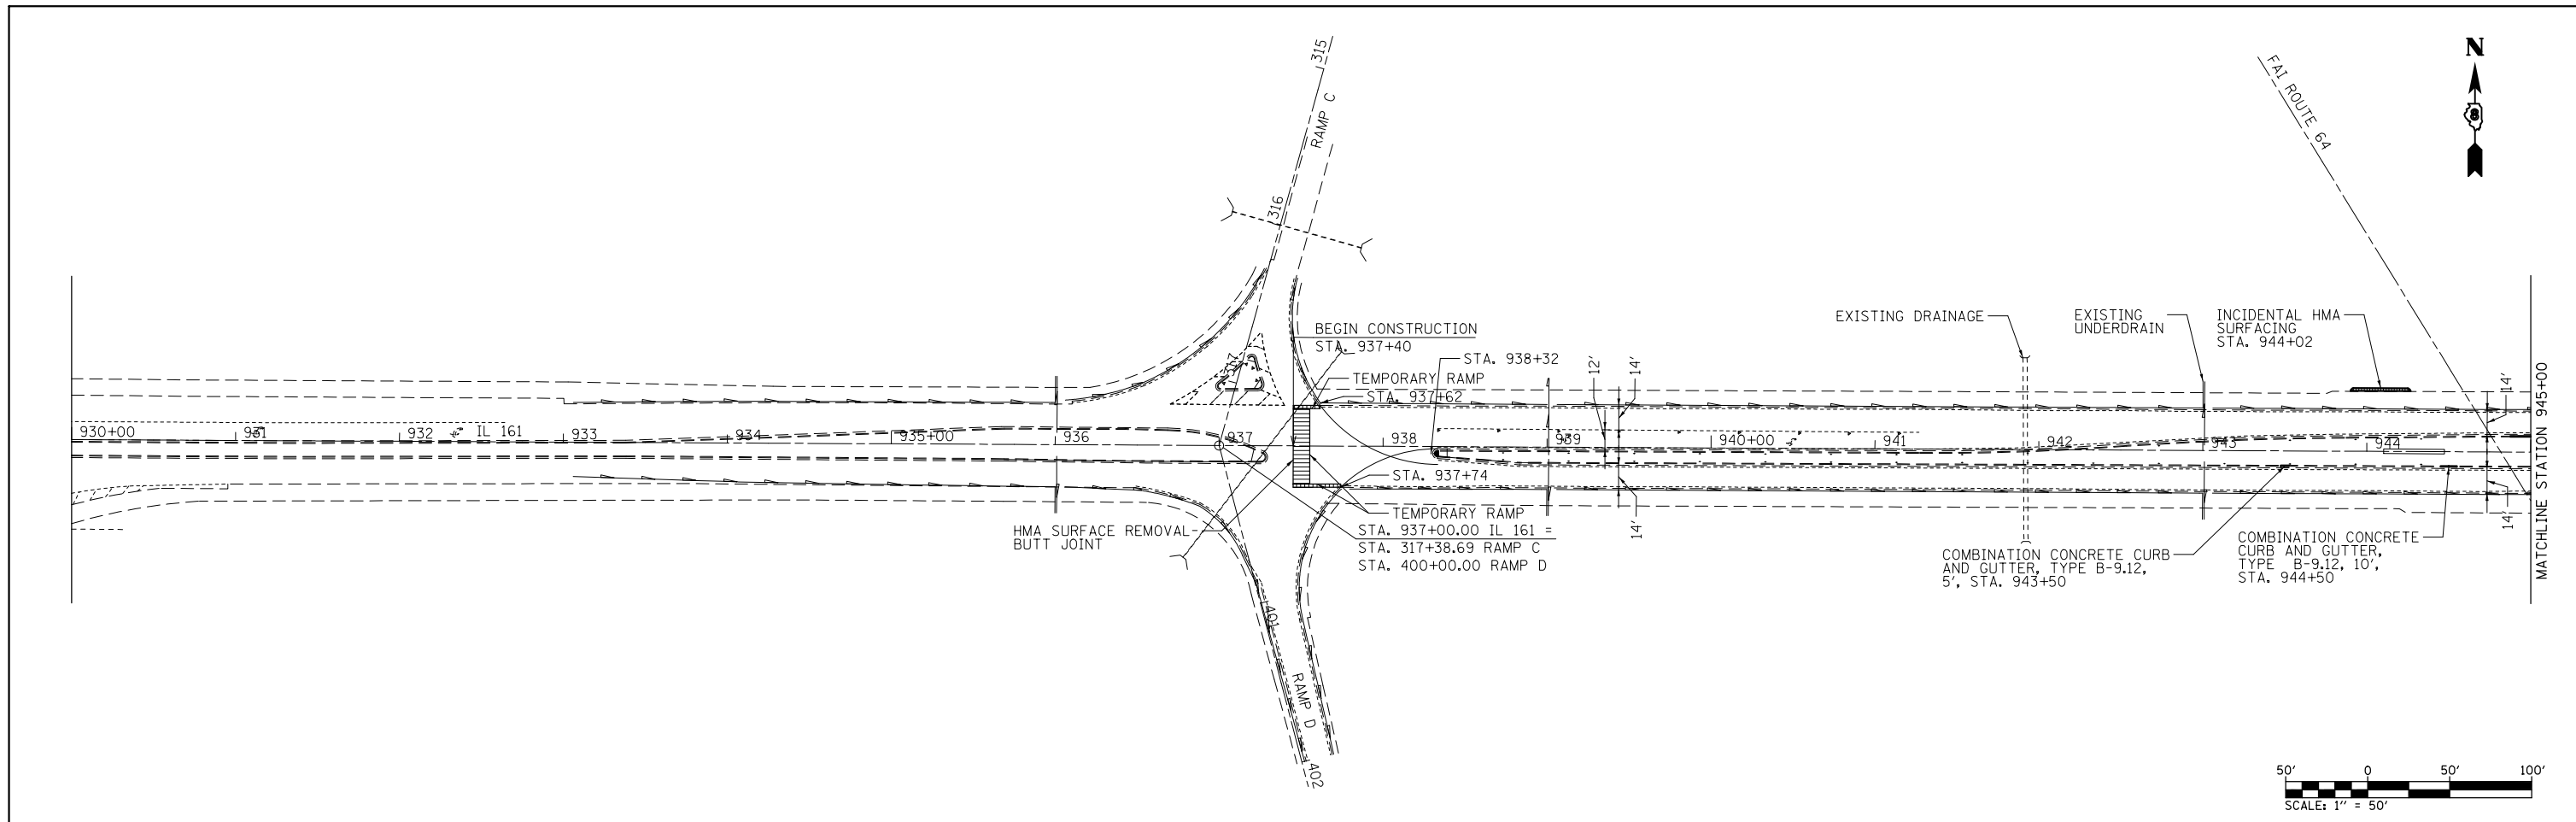 315
RAMP C
316
N
8
FAI ROUTE 64
BEGIN CONSTRUCTION
STA. 937+40
STA. 938+32
TEMPORARY RAMP
STA. 937+62
12'
14'
EXISTING DRAINAGE
EXISTING
UNDERDRAIN
INCIDENTAL HMA
SURFACING
STA. 944+02
14'
930+00
931
932
IL 161
933
934
935+00
936
937
938
939
940+00
941
942
943
944
STA. 937+74
TEMPORARY RAMP
HMA SURFACE REMOVAL
BUTT JOINT
STA. 937+00.00 IL 161 =
STA. 317+38.69 RAMP C
STA. 400+00.00 RAMP D
14'
COMBINATION CONCRETE CURB
AND GUTTER, TYPE B-9.12,
5', STA. 943+50
COMBINATION CONCRETE
CURB AND GUTTER,
TYPE B-9.12, 10',
STA. 944+50
14'
MATCHLINE STATION 945+00
401
RAMP D
402
50' 0 50' 100'
SCALE: 1" = 50'